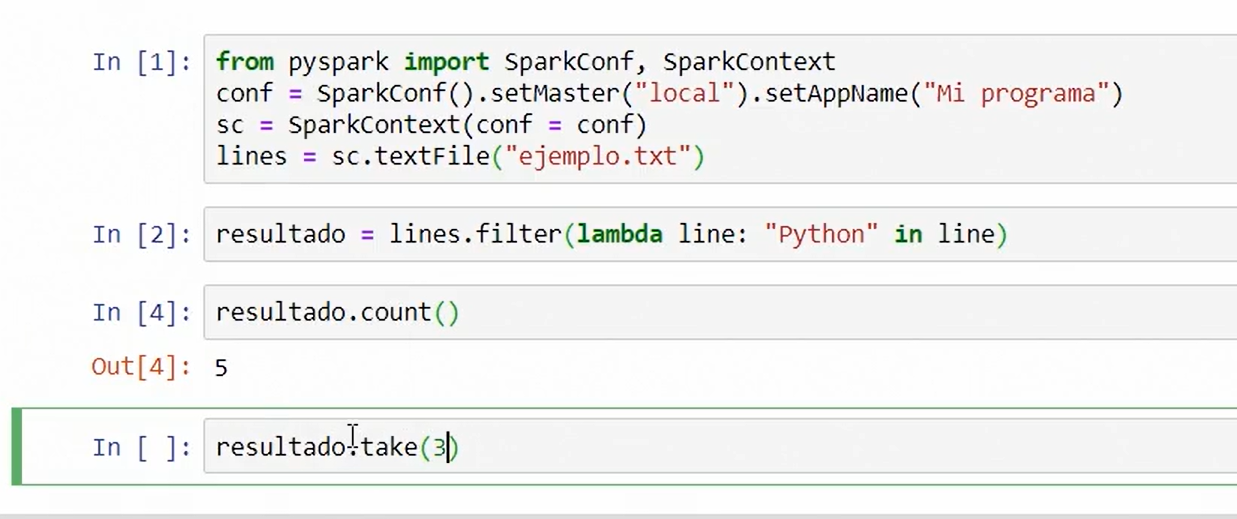 In [1]: from pyspark import SparkConf, SparkContext
conf = SparkConf().setMaster("local").setAppName("Mi programa")
sc = SparkContext(conf = conf)
lines = sc.textFile("ejemplo.txt")
In [2]: resultado = lines.filter(lambda line: "Python" in line)
In [4]: resultado.count()
Out[4]: 5
In [ ]: resultado.take(3)